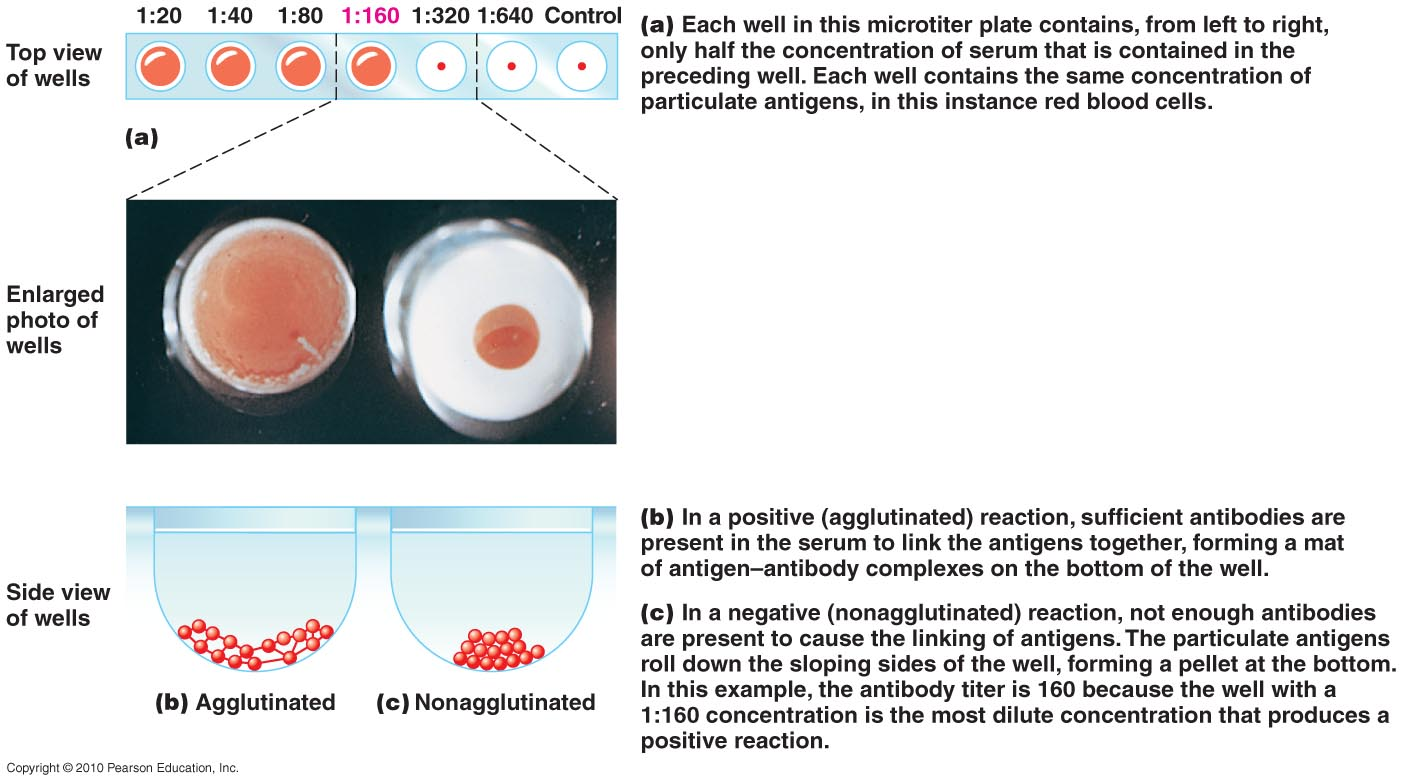 1:20 1:40 1:80 1:160 1:320 1:640 Control
Top view
of wells
(a)
(a) Each well in this microtiter plate contains, from left to right,
only half the concentration of serum that is contained in the
preceding well. Each well contains the same concentration of
particulate antigens, in this instance red blood cells.
Enlarged
photo of
wells
Side view
of wells
(b) Agglutinated
(c) Nonagglutinated
(b) In a positive (agglutinated) reaction, sufficient antibodies are
present in the serum to link the antigens together, forming a mat
of antigen–antibody complexes on the bottom of the well.
(c) In a negative (nonagglutinated) reaction, not enough antibodies
are present to cause the linking of antigens. The particulate antigens
roll down the sloping sides of the well, forming a pellet at the bottom.
In this example, the antibody titer is 160 because the well with a
1:160 concentration is the most dilute concentration that produces a
positive reaction.
Copyright © 2010 Pearson Education, Inc.